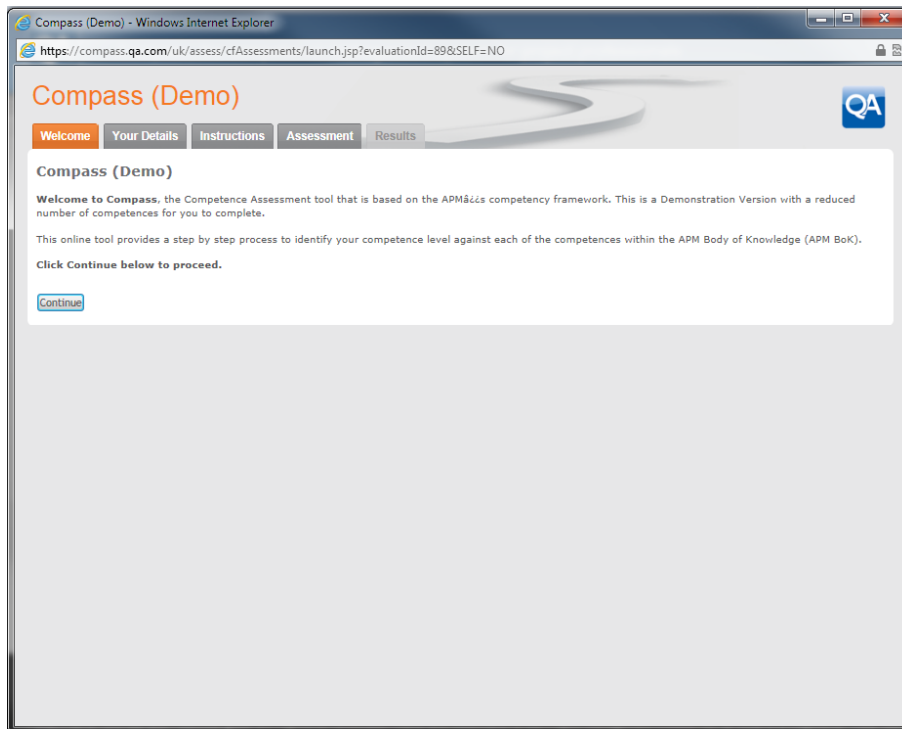 Compass (Demo) - Windows Internet Explorer
https://compass.qa.com/uk/assess/cfAssessments/launch.jsp?evaluationId=89&SELF=NO
Compass (Demo)
QA
Welcome Your Details Instructions Assessment Results
Compass (Demo)
Welcome to Compass, the Competence Assessment tool that is based on the APMâ¿¿s competency framework. This is a Demonstration Version with a reduced
number of competences for you to complete.
This online tool provides a step by step process to identify your competence level against each of the competences within the APM Body of Knowledge (APM BoK).
Click Continue below to proceed.
Continue